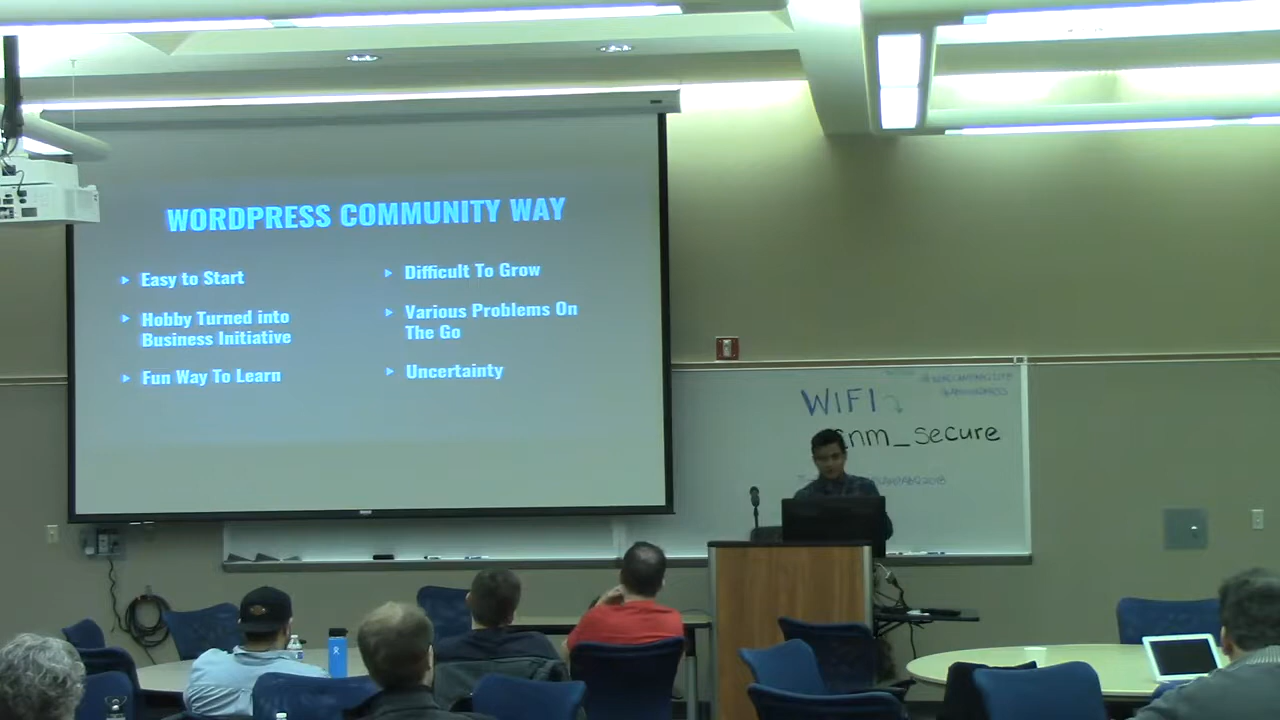 WORDPRESS COMMUNITY WAY
Easy to Start
Hobby Turned into
Business Initiative
Fun Way To Learn
Difficult To Grow
Various Problems On
The Go
Uncertainty
WIFI
cnm_secure